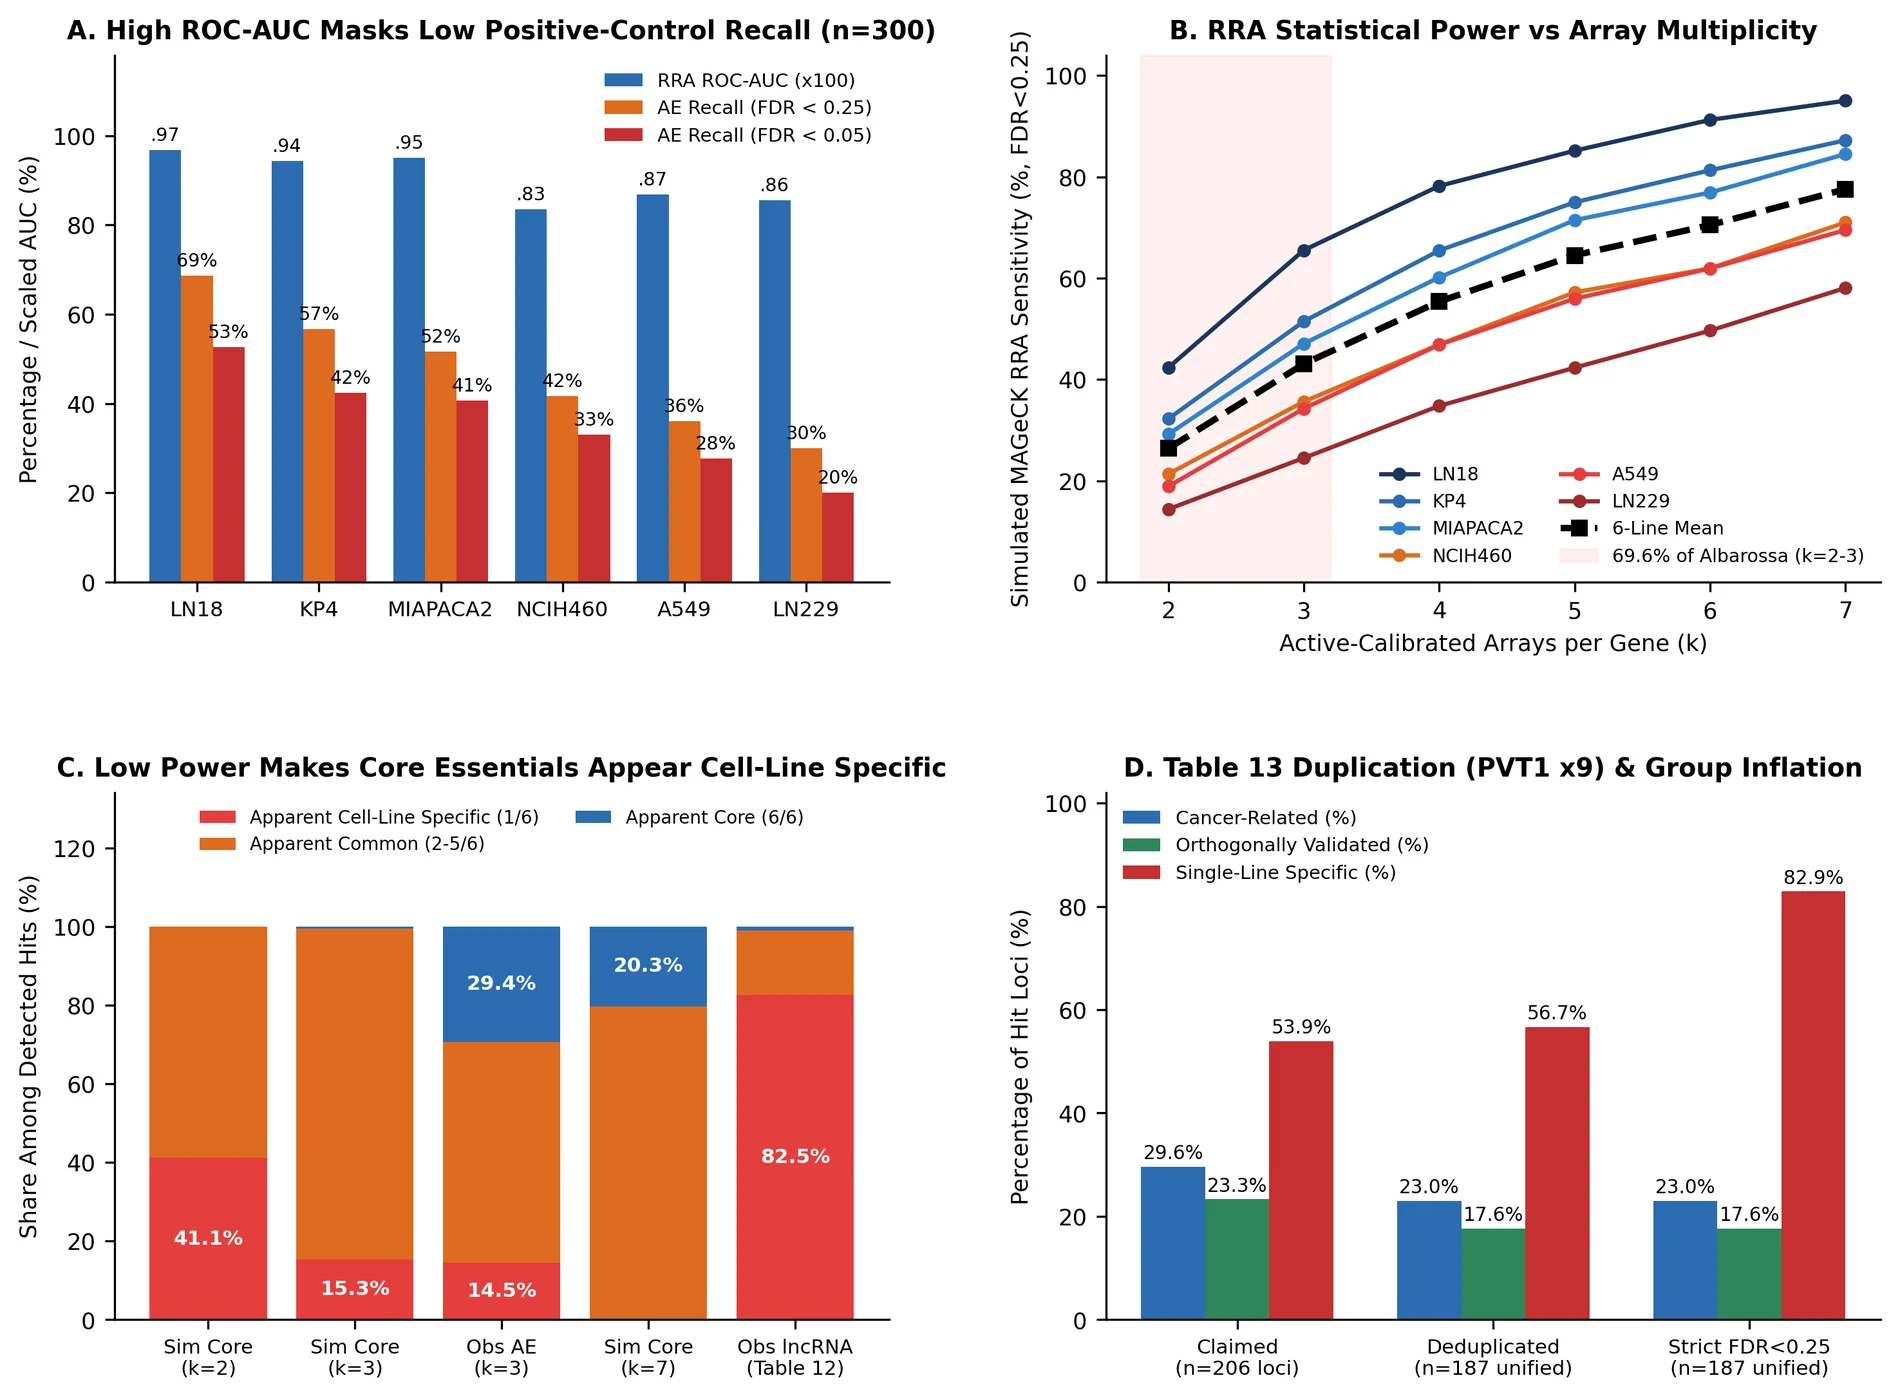 A. High ROC-AUC Masks Low Positive-Control Recall (n=300)
Percentage / Scaled AUC (%)
RRA ROC-AUC (x100)
AE Recall (FDR < 0.25)
AE Recall (FDR < 0.05)
100
80
60
40
20
0
.97
69%
53%
.94
57%
42%
.95
52%
41%
.83
42%
33%
.87
36%
28%
.86
30%
20%
LN18
KP4
MIAPACA2
NCIH460
A549
LN229
B. RRA Statistical Power vs Array Multiplicity
Simulated MAGeCK RRA Sensitivity (%, FDR<0.25)
100
80
60
40
20
0
LN18
KP4
MIAPACA2
NCIH460
A549
LN229
6-Line Mean
69.6% of Albarossa (k=2-3)
2
3
4
5
6
7
Active-Calibrated Arrays per Gene (k)
C. Low Power Makes Core Essentials Appear Cell-Line Specific
Share Among Detected Hits (%)
Apparent Cell-Line Specific (1/6)
Apparent Common (2-5/6)
Apparent Core (6/6)
120
100
80
60
40
20
0
41.1%
15.3%
29.4%
14.5%
20.3%
82.5%
Sim Core
(k=2)
Sim Core
(k=3)
Obs AE
(k=3)
Sim Core
(k=7)
Obs lncRNA
(Table 12)
D. Table 13 Duplication (PVT1 x9) & Group Inflation
Percentage of Hit Loci (%)
Cancer-Related (%)
Orthogonally Validated (%)
Single-Line Specific (%)
100
80
60
40
20
0
29.6%
23.3%
53.9%
23.0%
17.6%
56.7%
23.0%
17.6%
82.9%
Claimed
(n=206 loci)
Deduplicated
(n=187 unified)
Strict FDR<0.25
(n=187 unified)